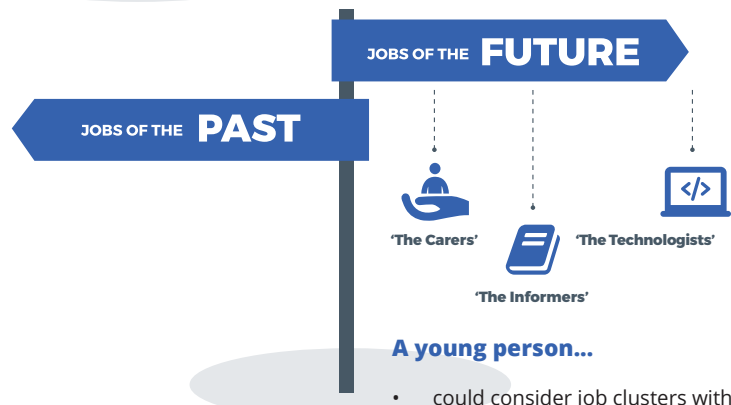 JOBS OF THE FUTURE
JOBS OF THE PAST
‘The Carers’
‘The Technologists’
‘The Informers’
A young person...
• could consider job clusters with